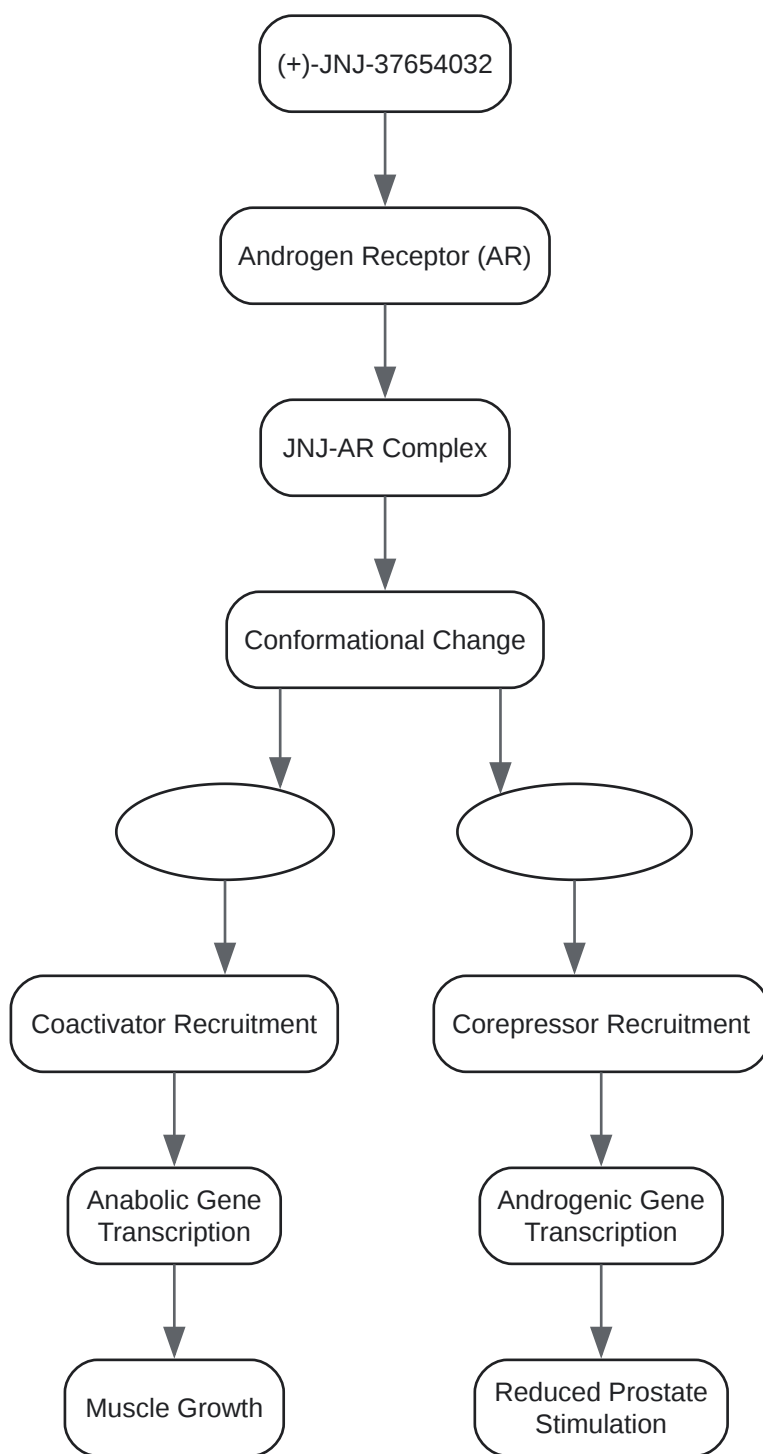 (+)-JNJ-37654032
Androgen Receptor (AR)
JNJ-AR Complex
Conformational Change
Coactivator Recruitment
Corepressor Recruitment
Anabolic Gene
Transcription
Androgenic Gene
Transcription
Muscle Growth
Reduced Prostate
Stimulation